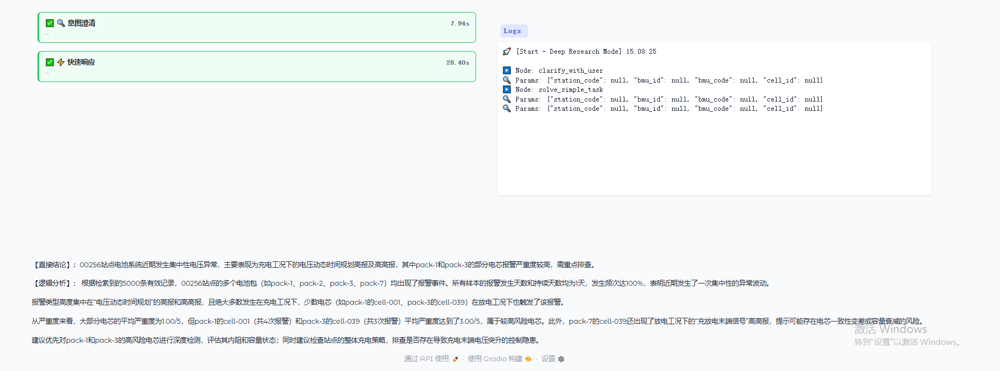 意图澄清
7.94s
...
快速响应
28.40s
...
Logs
[Start - Deep Research Mode] 15:08:25
Node: clarify_with_user
Params: {"station_code": null, "bmu_id": null, "bmu_code": null, "cell_id": null}
Node: solve_simple_task
Params: {"station_code": null, "bmu_id": null, "bmu_code": null, "cell_id": null}
Params: {"station_code": null, "bmu_id": null, "bmu_code": null, "cell_id": null}
【直接结论】：00256站点电池系统近期发生集中性电压异常，主要表现为充电工况下的电压动态时间规划高报及高高报，其中pack-1和pack-3的部分电芯报警严重度较高，需重点排查。
【逻辑分析】： 根据检索到的5000条有效记录，00256站点的多个电池包（如pack-1、pack-2、pack-3、pack-7）均出现了报警事件。所有样本的报警发生天数和持续天数均为1天，发生频次达100%，表明近期发生了一次集中性的异常波动。
报警类型高度集中在“电压动态时间规划”的高报和高高报，且绝大多数发生在充电工况下，少数电芯（如pack-1的cell-001、pack-3的cell-039）在放电工况下也触发了该报警。
从严重度来看，大部分电芯的平均严重度为1.00/5，但pack-1的cell-001（共4次报警）和pack-3的cell-039（共3次报警）平均严重度达到了3.00/5，属于较高风险电芯。此外，pack-7的cell-039还出现了放电工况下的“充放电末端信号”高高报，提示可能存在电芯一致性变差或容量衰减的风险。
建议优先对pack-1和pack-3的高风险电芯进行深度检测，评估其内阻和容量状态；同时建议检查站点的整体充电策略，排查是否存在导致充电末端电压突升的控制隐患。
激活 Windows
转到“设置”以激活 Windows。
通过 API 使用 · 使用 Gradio 构建 · 设置